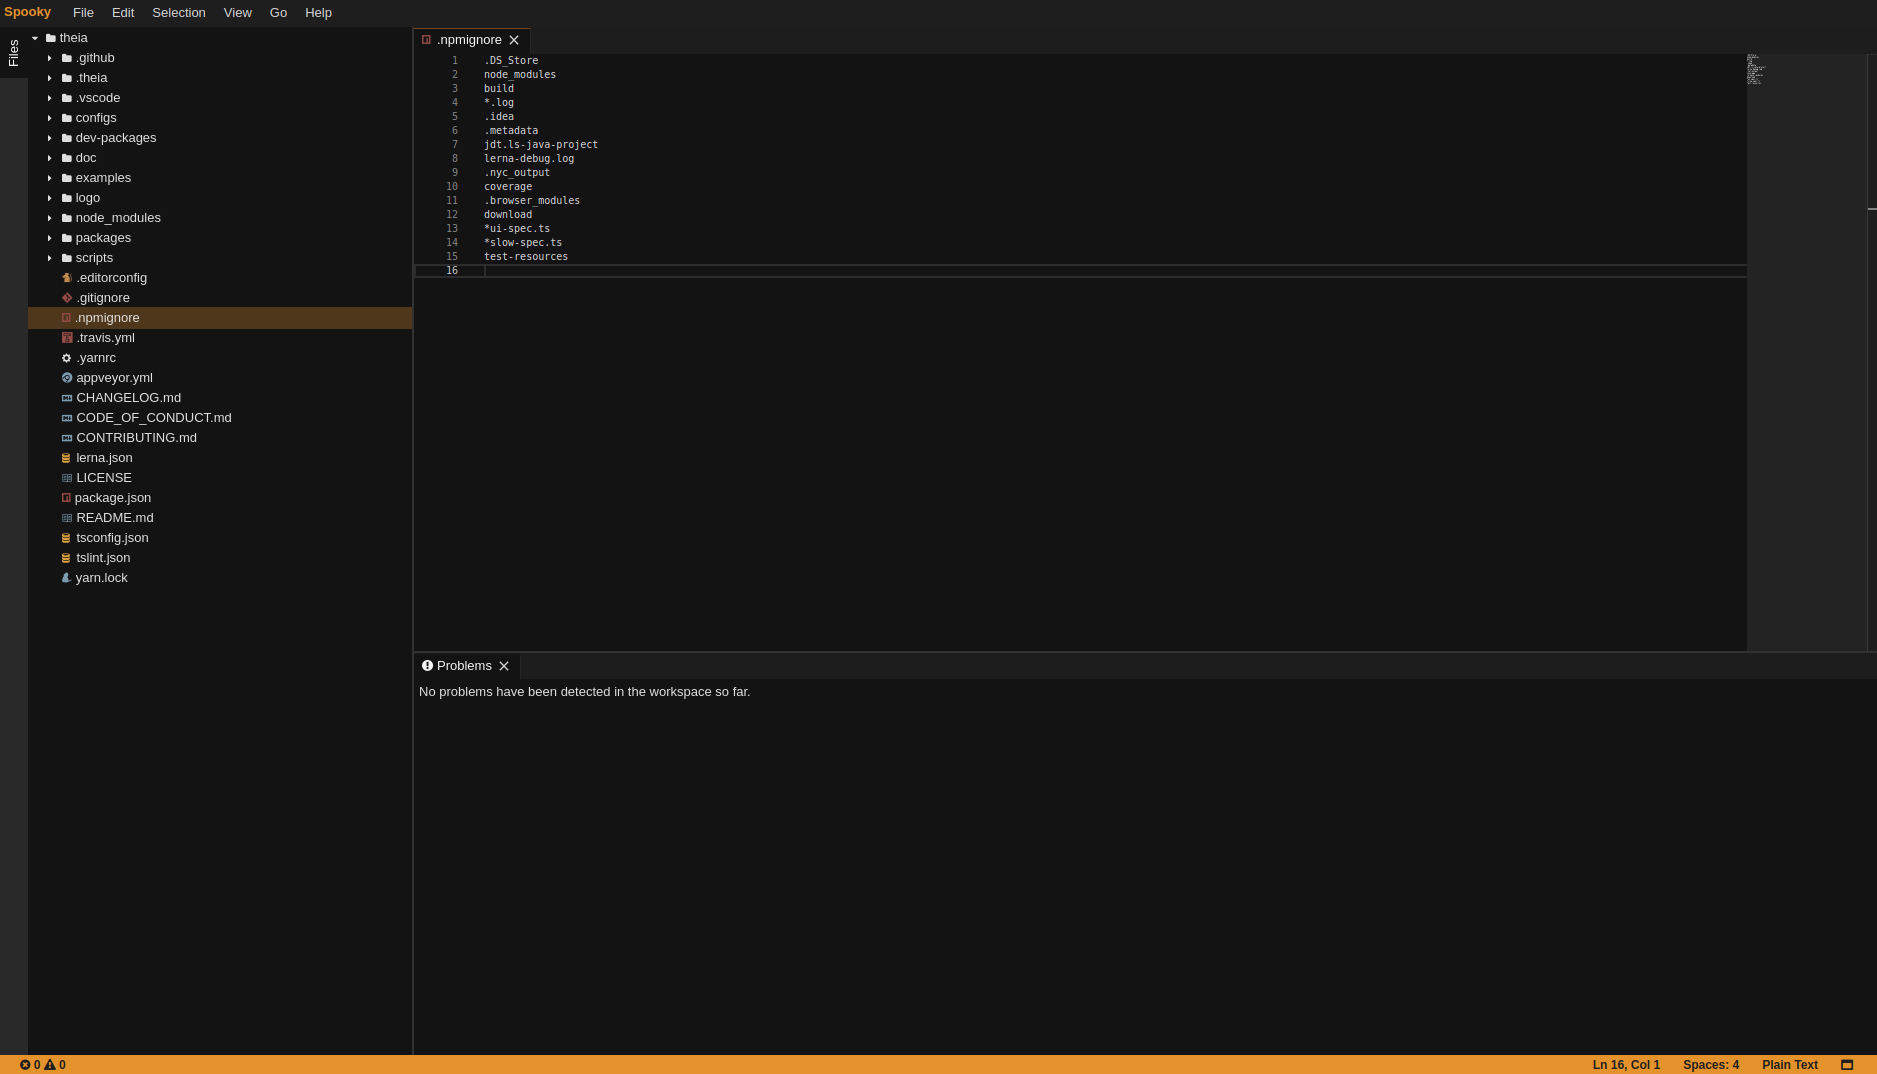 Spooky File Edit Selection View Go Help
Files
theia
.github
.theia
.vscode
configs
dev-packages
doc
examples
logo
node_modules
packages
scripts
.editorconfig
.gitignore
.npmignore
.travis.yml
.yarnrc
appveyor.yml
CHANGELOG.md
CODE_OF_CONDUCT.md
CONTRIBUTING.md
lerna.json
LICENSE
package.json
README.md
tsconfig.json
tslint.json
yarn.lock
.npmignore
1 .DS_Store
2 node_modules
3 build
4 *.log
5 .idea
6 .metadata
7 jdt.ls-java-project
8 lerna-debug.log
9 .nyc_output
10 coverage
11 .browser_modules
12 download
13 *ui-spec.ts
14 *slow-spec.ts
15 test-resources
16
Problems
No problems have been detected in the workspace so far.
0 0 Ln 16, Col 1 Spaces: 4 Plain Text